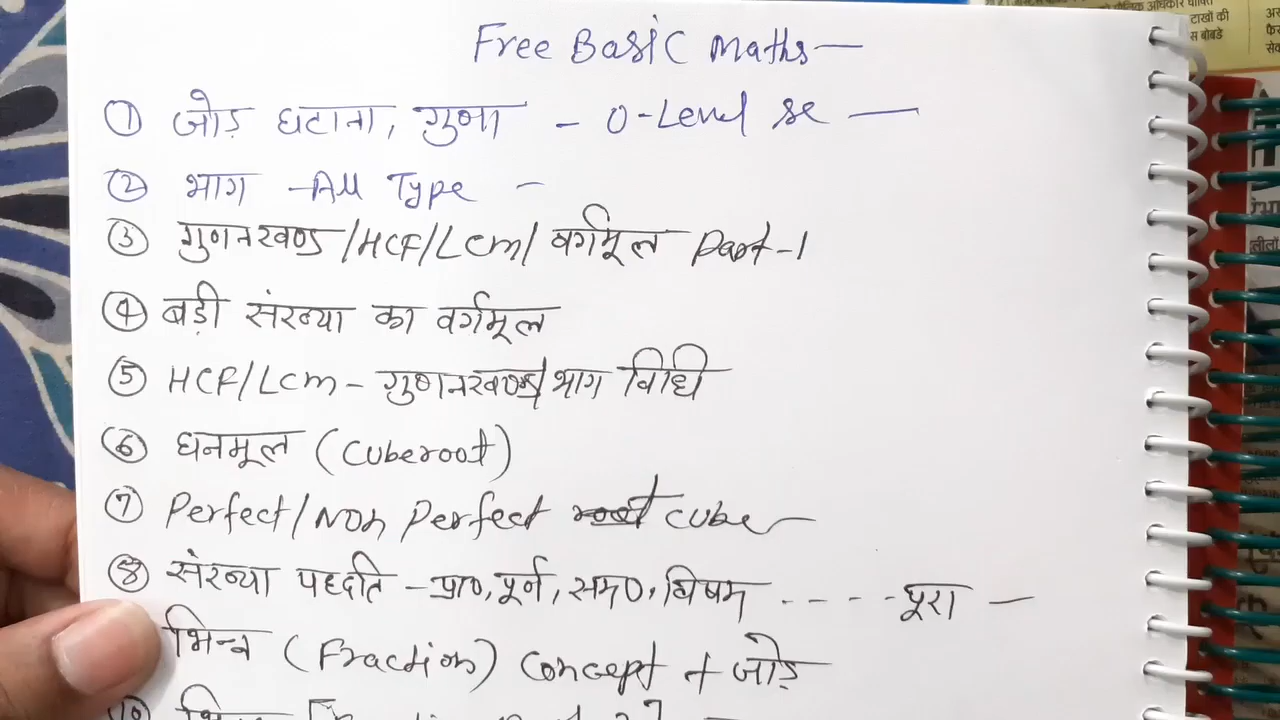 Free Basic Maths —
① जोड़ घटाना, गुणा - 0-Level se —
② भाग - All Type -
③ गुणनखण्ड/HCF/LCM/ वर्गमूल Part-1
④ बड़ी संख्या का वर्गमूल
⑤ HCF/LCM - गुणनखण्ड/भाग विधि
⑥ घनमूल (Cuberoot)
⑦ Perfect/Non Perfect cube —
⑧ संख्या पद्धति - प्रा०, पूर्न, सम०, विषम ..---- पूरा —
भिन्न (Fraction) Concept + जोड़
टाखों की
स बोबडे